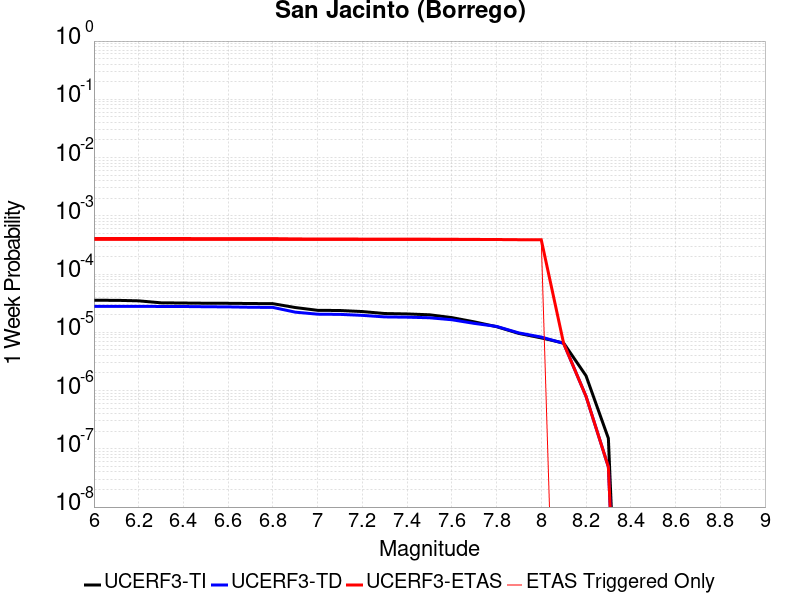 San Jacinto (Borrego)
10^0
10^-1
10^-2
10^-3
10^-4
10^-5
10^-6
10^-7
10^-8
1 Week Probability
6 6.2 6.4 6.6 6.8 7 7.2 7.4 7.6 7.8 8 8.2 8.4 8.6 8.8 9
Magnitude
UCERF3-TI UCERF3-TD UCERF3-ETAS ETAS Triggered Only